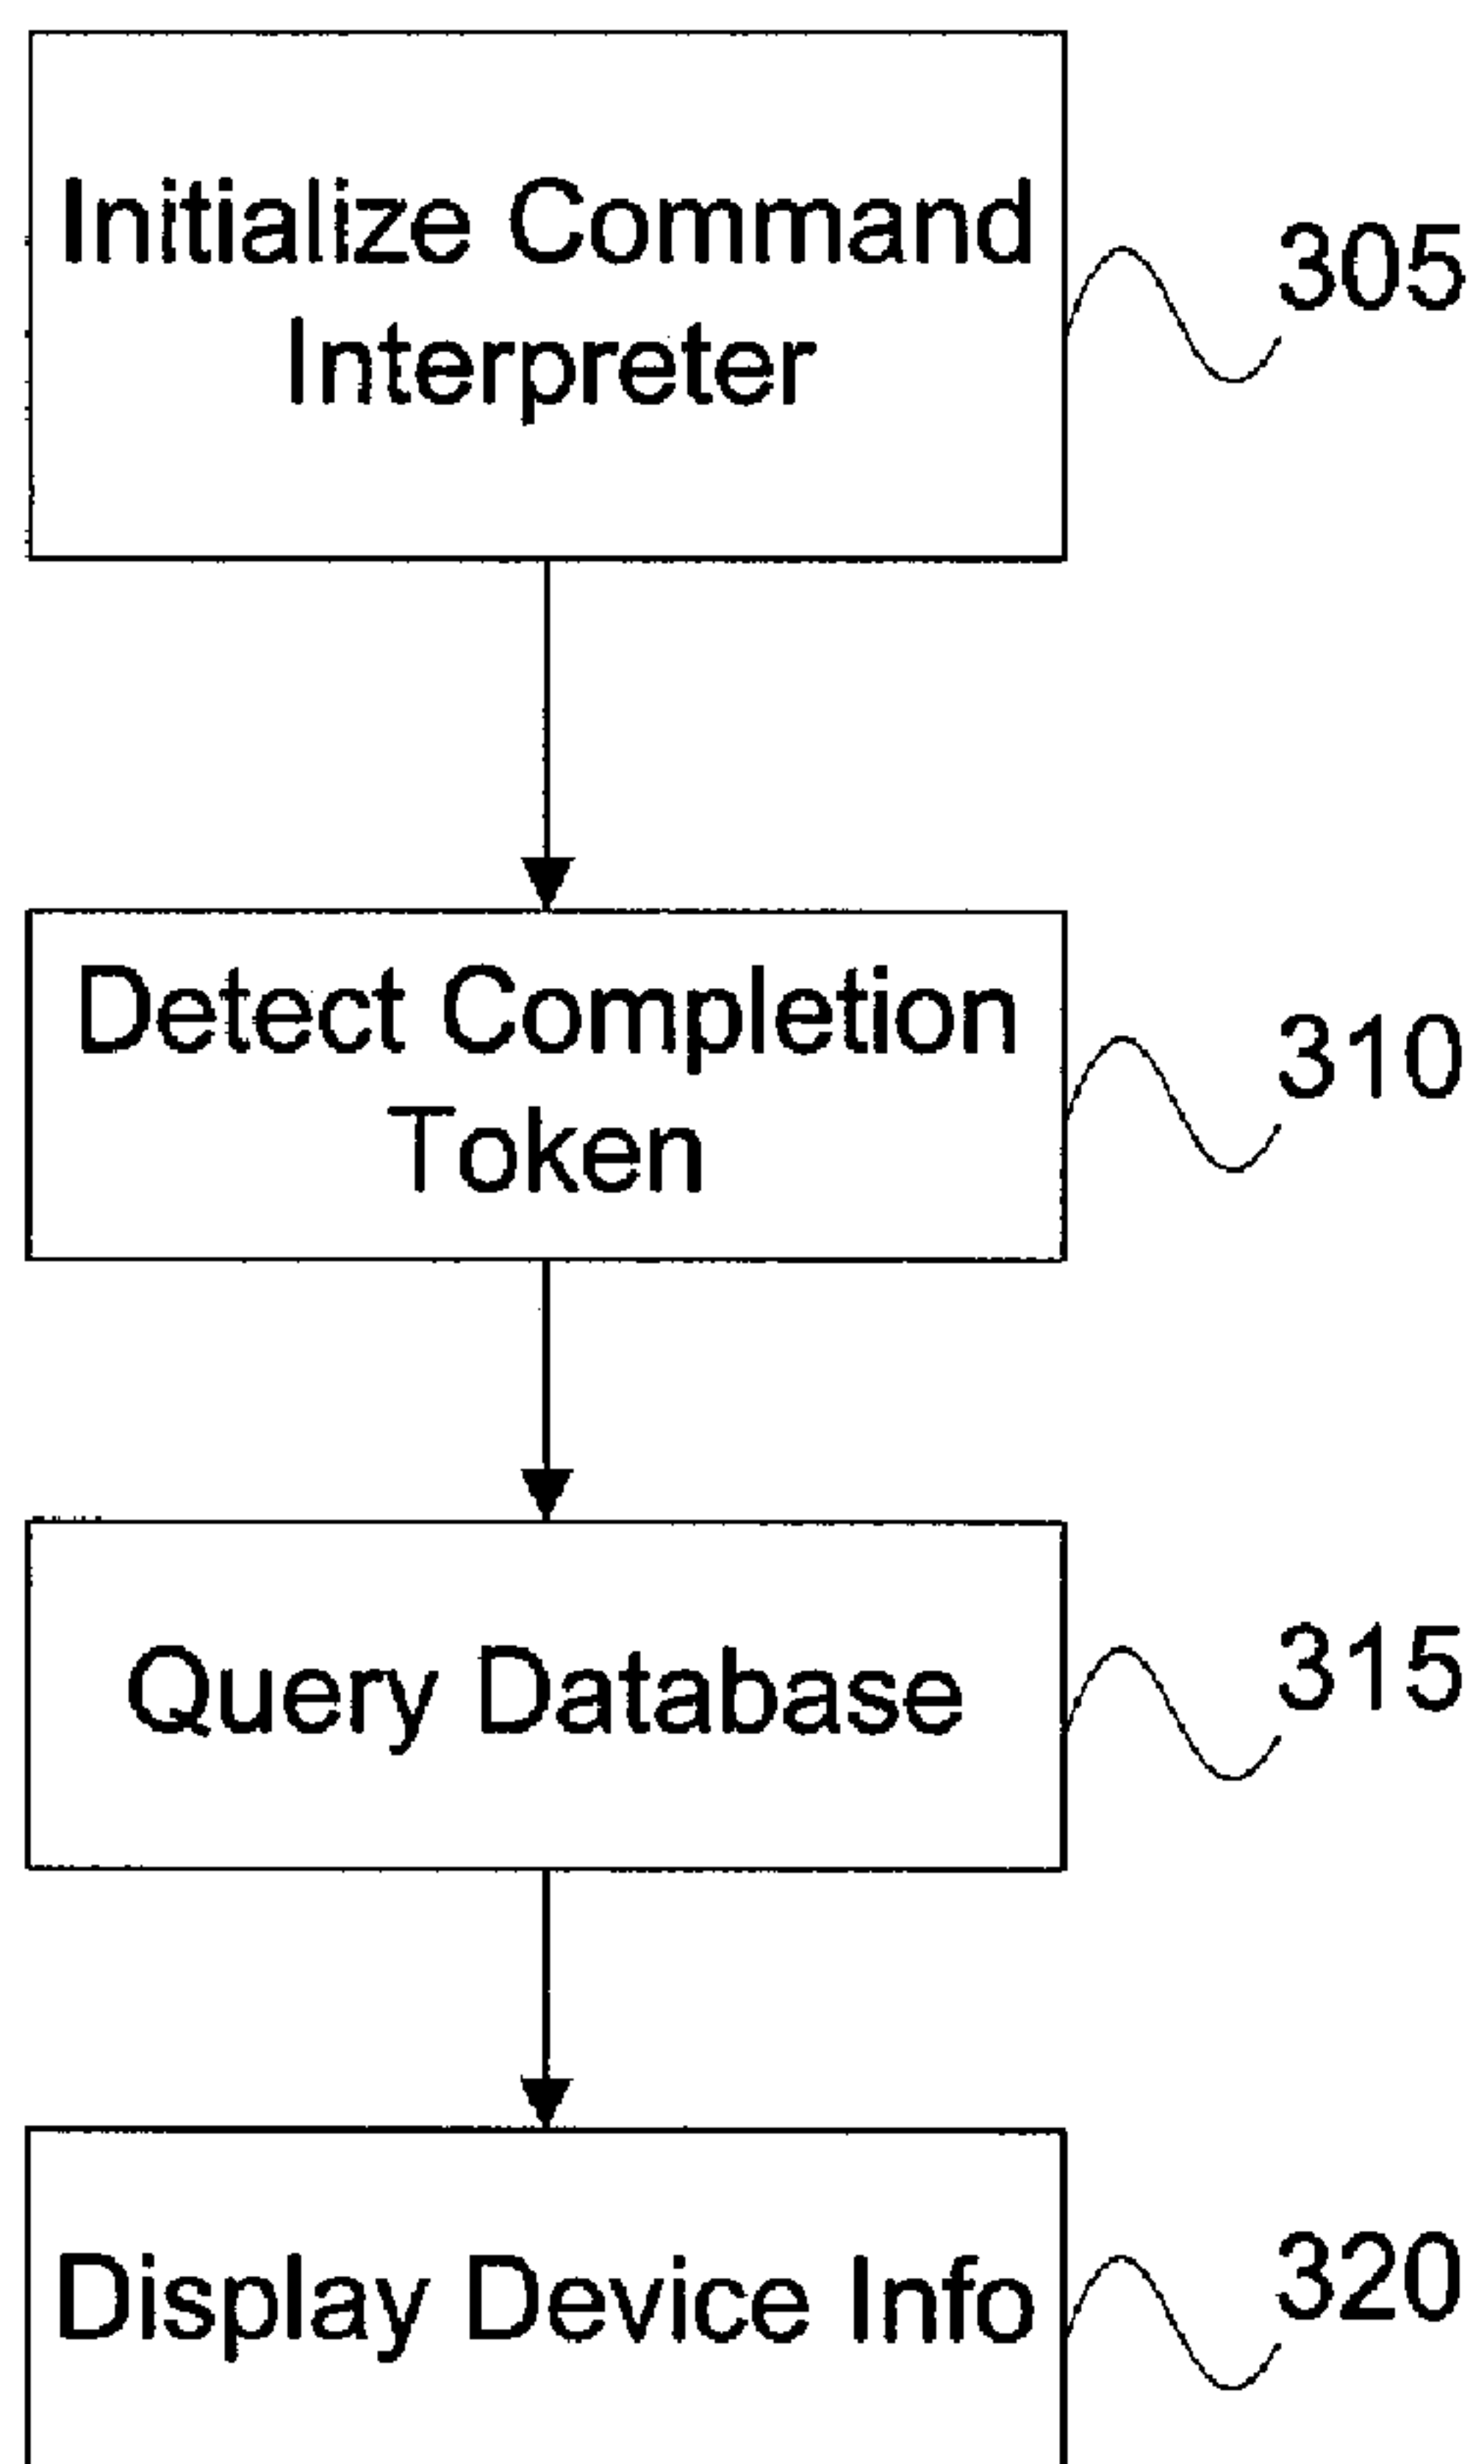 Initialize Command
Interpreter
305
Detect Completion
Token
310
Query Database
315
Display Device Info
320